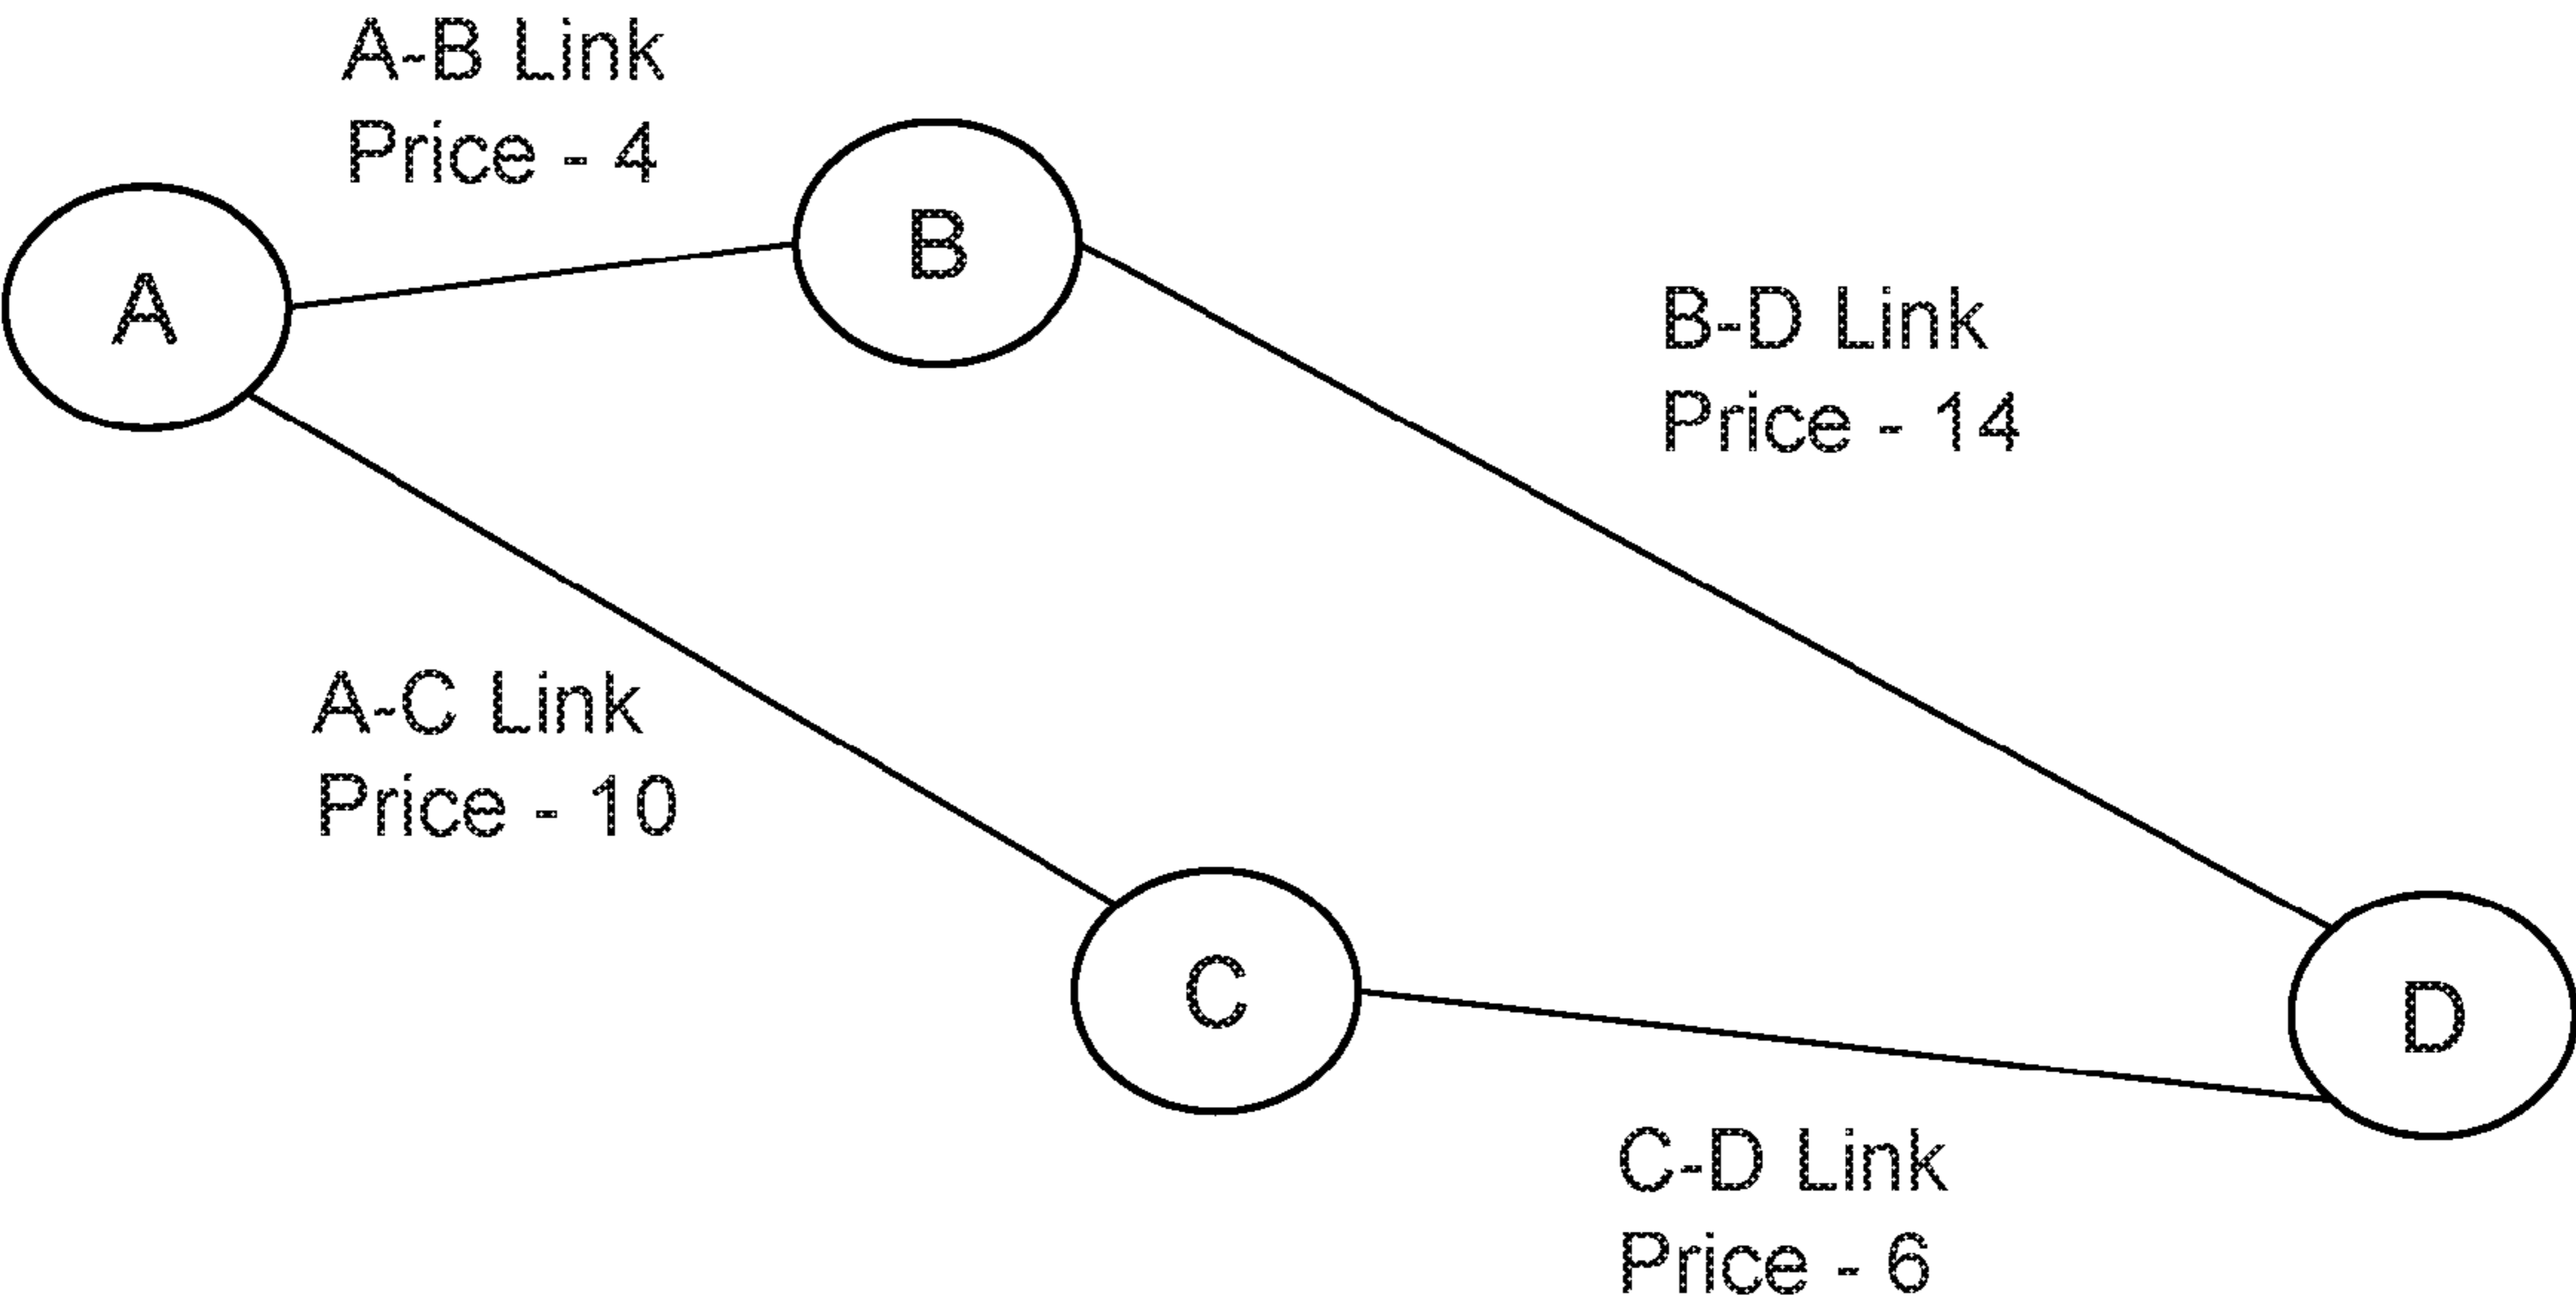 A-B Link
Price - 4
A
B
B-D Link
Price - 14
A-C Link
Price - 10
C
D
C-D Link
Price - 6